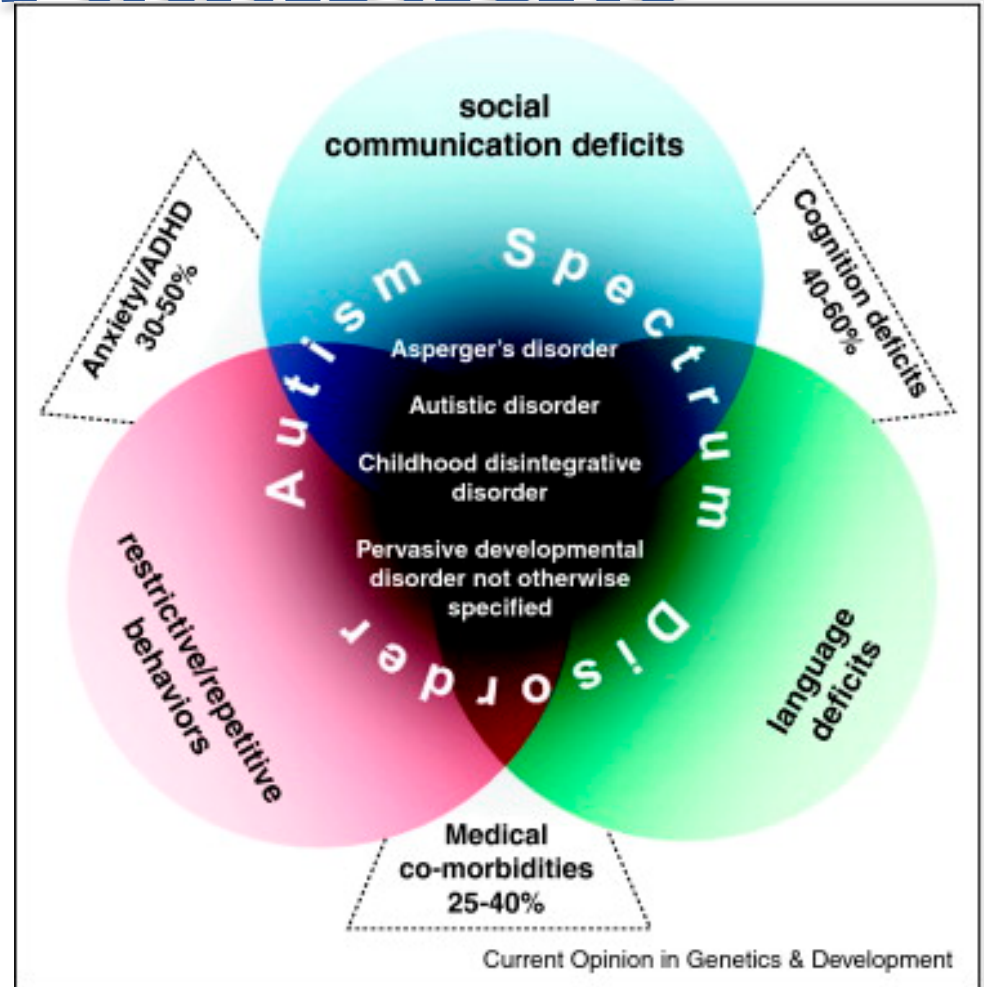 social
communication deficits
Anxietyl/ADHD
30-50%
Cognition deficits
40-60%
Autism Spectrum Disorder
Asperger's disorder
Autistic disorder
Childhood disintegrative
disorder
Pervasive developmental
disorder not otherwise
specified
restrictive/repetitive
behaviors
language
deficits
Medical
co-morbidities
25-40%
Current Opinion in Genetics & Development